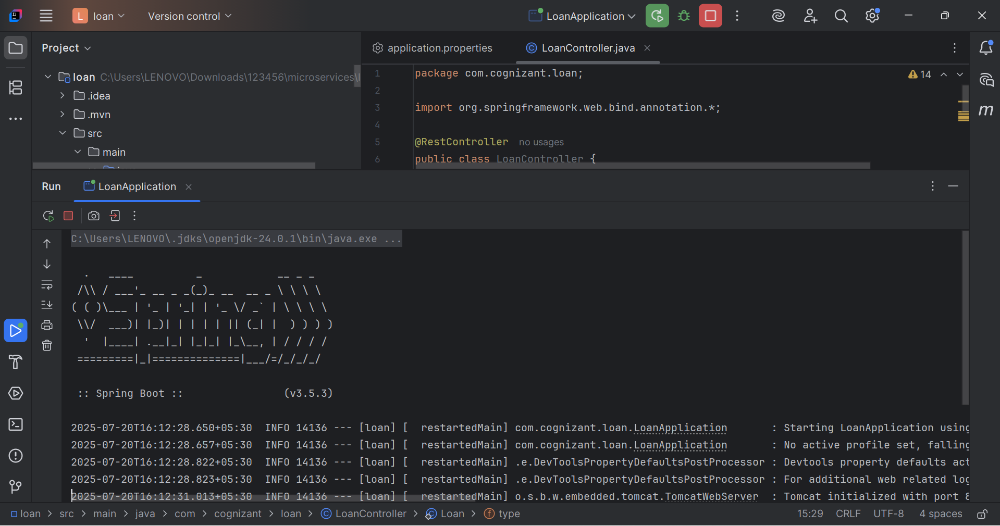 L loan Version control LoanApplication
Project
application.properties LoanController.java
loan C:\Users\LENOVO\Downloads\123456\microservices\l
.idea
.mvn
src
main
1 package com.cognizant.loan;
14
2
3 import org.springframework.web.bind.annotation.*;
4
5 @RestController no usages
6 public class LoanController {
Run LoanApplication
C:\Users\LENOVO\.jdks\openjdk-24.0.1\bin\java.exe ...
  .   ____          _            __ _ _
 /\\ / ___'_ __ _ _(_)_ __  __ _ \ \ \ \
( ( )\___ | '_ | '_| | '_ \/ _` | \ \ \ \
 \\/  ___)| |_)| | | | | || (_| |  ) ) ) )
  '  |____| .__|_| |_|_| |_\__, | / / / /
 =========|_|==============|___/=/_/_/_/
 :: Spring Boot ::                (v3.5.3)
2025-07-20T16:12:28.650+05:30  INFO 14136 --- [loan] [  restartedMain] com.cognizant.loan.LoanApplication       : Starting LoanApplication using
2025-07-20T16:12:28.657+05:30  INFO 14136 --- [loan] [  restartedMain] com.cognizant.loan.LoanApplication       : No active profile set, falling
2025-07-20T16:12:28.822+05:30  INFO 14136 --- [loan] [  restartedMain] .e.DevToolsPropertyDefaultsPostProcessor : Devtools property defaults act
2025-07-20T16:12:28.823+05:30  INFO 14136 --- [loan] [  restartedMain] .e.DevToolsPropertyDefaultsPostProcessor : For additional web related log
2025-07-20T16:12:31.013+05:30  INFO 14136 --- [loan] [  restartedMain] o.s.b.w.embedded.tomcat.TomcatWebServer  : Tomcat initialized with port 8
loan > src > main > java > com > cognizant > loan > LoanController > Loan > type 15:29 CRLF UTF-8 4 spaces